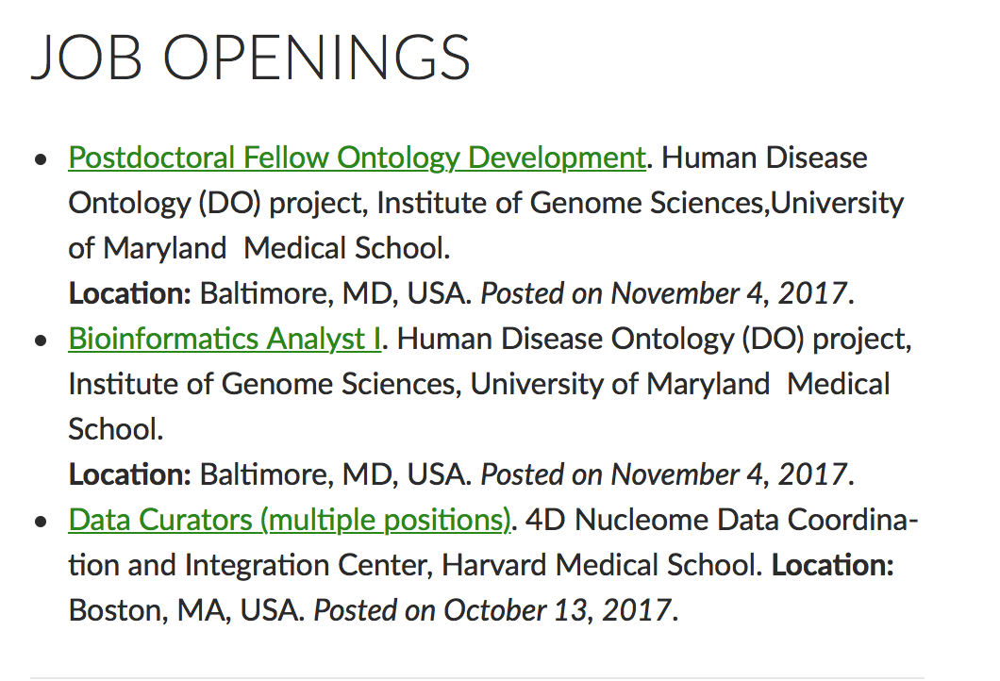 JOB OPENINGS
• Postdoctoral Fellow Ontology Development. Human Disease
Ontology (DO) project, Institute of Genome Sciences,University
of Maryland  Medical School.
Location: Baltimore, MD, USA. Posted on November 4, 2017.
• Bioinformatics Analyst I. Human Disease Ontology (DO) project,
Institute of Genome Sciences, University of Maryland  Medical
School.
Location: Baltimore, MD, USA. Posted on November 4, 2017.
• Data Curators (multiple positions). 4D Nucleome Data Coordina-
tion and Integration Center, Harvard Medical School. Location:
Boston, MA, USA. Posted on October 13, 2017.